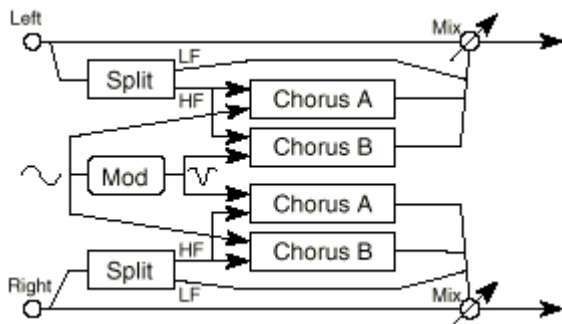 Left
Mix
LF
Split
HF
Chorus A
Chorus B
Mod
Chorus A
HF
Chorus B
Split
LF
Right
Mix